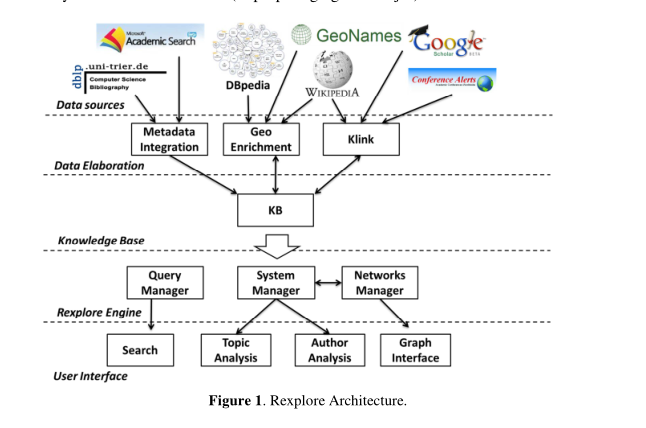 Microsoft
Academic Search
GeoNames
Google
Scholar BETA
dblp
.uni-trier.de
Computer Science
Bibliography
DBpedia
WIKIPEDIA
Conference Alerts
Data sources
Metadata
Integration
Geo
Enrichment
Klink
Data Elaboration
KB
Knowledge Base
Query
Manager
System
Manager
Networks
Manager
Rexplore Engine
Search
Topic
Analysis
Author
Analysis
Graph
Interface
User Interface
Figure 1. Rexplore Architecture.